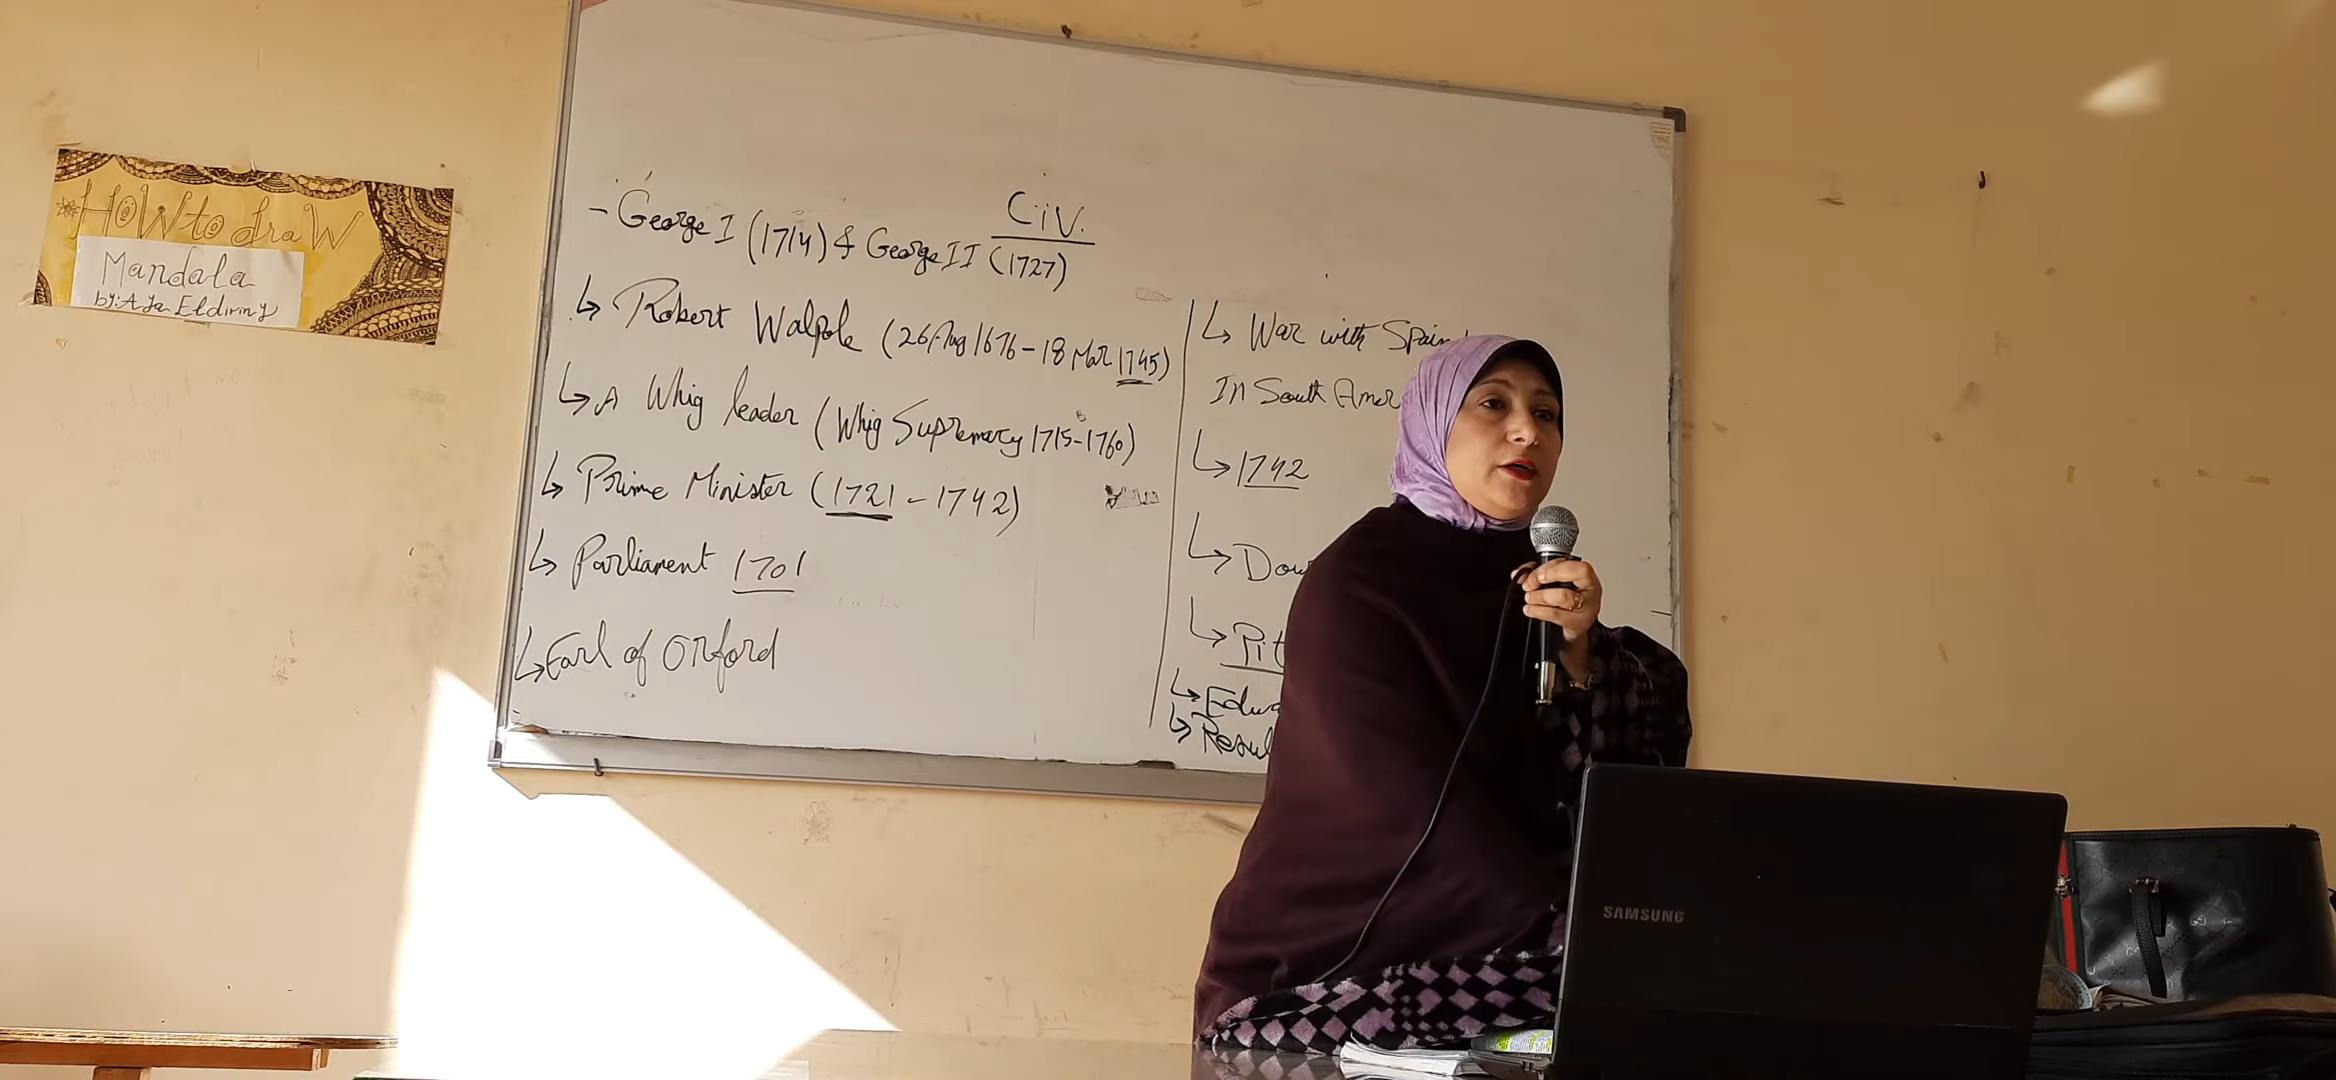 HOW to draW
Mandala
by: Aya Eldiriny
CiV.
- George I (1714) & George II (1727)
↳ Robert Walpole (26 Aug 1676 - 18 Mar 1745)
↳ A Whig leader (Whig Supremacy 1715-1760)
↳ Prime Minister (1721 - 1742)
↳ Parliament 1701
↳ Earl of Orford
↳ War with Spain
In South Amer
↳ 1742
↳ Dow
↳ Pit
↳ Edwa
↳ Resul
SAMSUNG